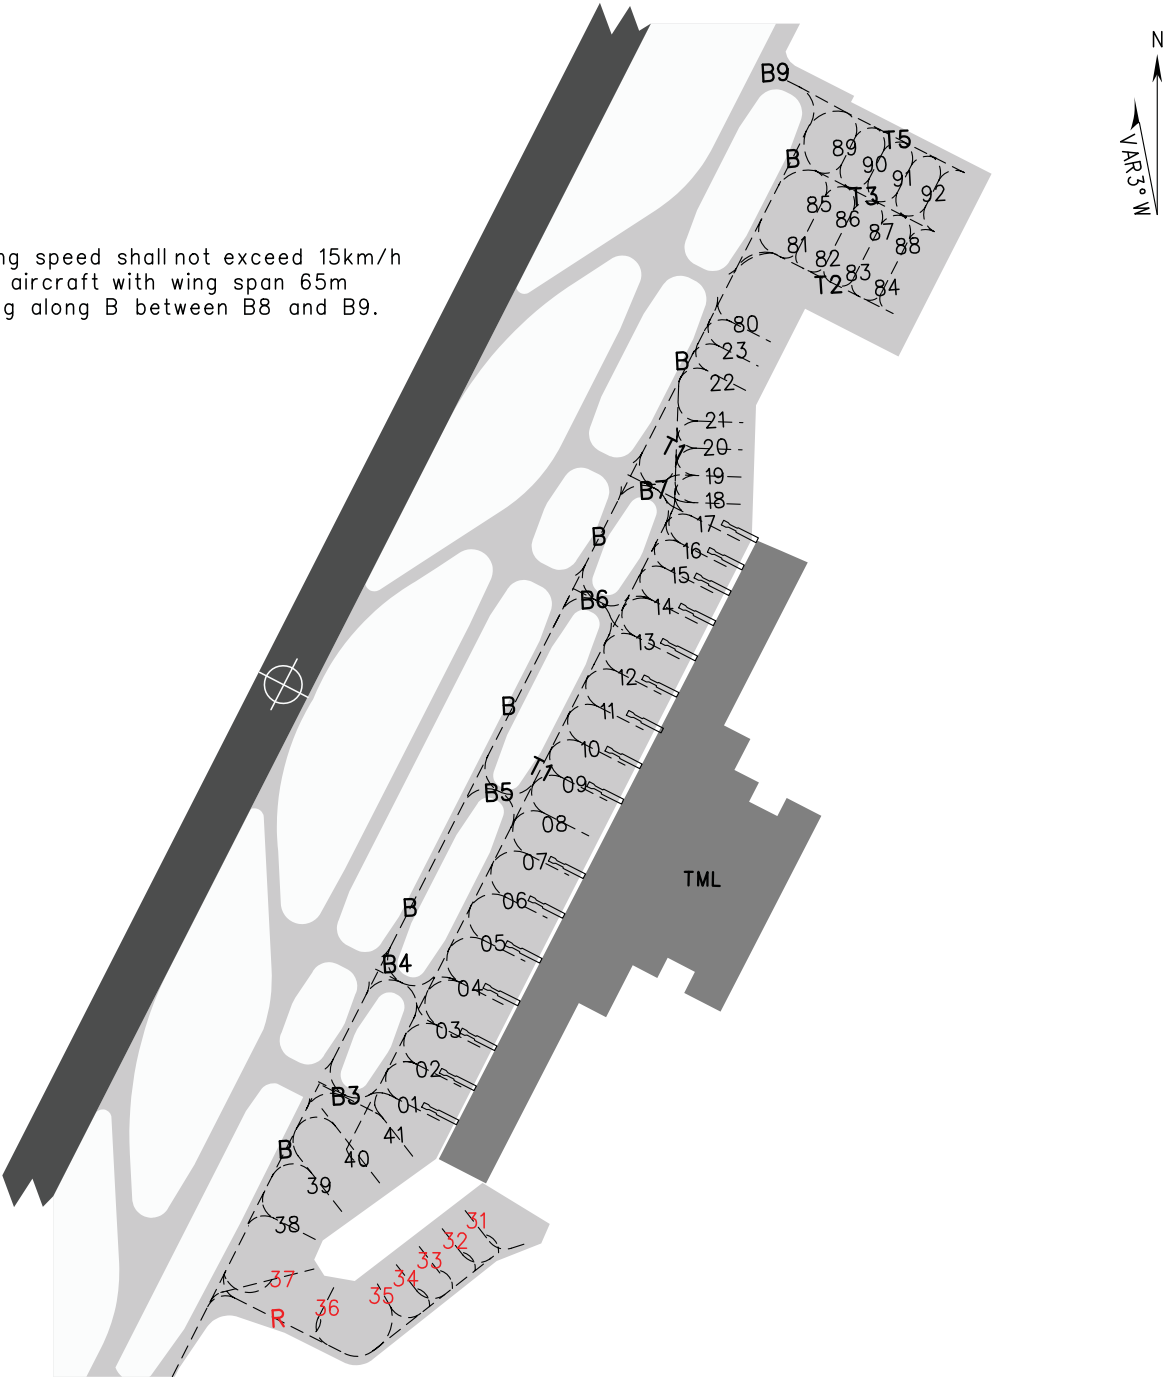 N
VAR3°W
B9
T5
89
90
91
92
B
T3
85
86
87
88
81
82
83
84
T2
ng speed shall not exceed 15km/h
aircraft with wing span 65m
g along B between B8 and B9.
80
23
B
22
21
T1
20
19
B7
18
17
B
16
15
B6
14
13
12
B
11
10
T1
09
B5
08
07
TML
06
B
05
B4
04
03
02
B3
01
41
B
40
39
38
31
32
33
37
34
35
36
R